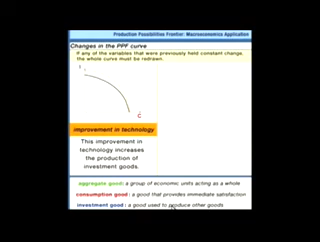 Production Possibilities Frontier: Macroeconomics Application
Changes in the PPF curve
If any of the variables that were previously held constant change,
the whole curve must be redrawn.
I
C
improvement in technology
This improvement in
technology increases
the production of
investment goods.
aggregate good: a group of economic units acting as a whole
consumption good: a good that provides immediate satisfaction
investment good: a good used to produce other goods